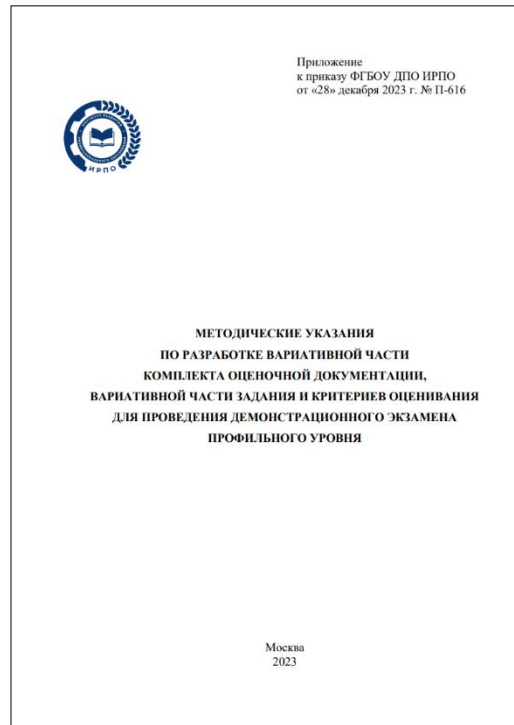 Приложение
к приказу ФГБОУ ДПО ИРПО
от «28» декабря 2023 г. № П-616
ИРПО
МЕТОДИЧЕСКИЕ УКАЗАНИЯ
ПО РАЗРАБОТКЕ ВАРИАТИВНОЙ ЧАСТИ
КОМПЛЕКТА ОЦЕНОЧНОЙ ДОКУМЕНТАЦИИ,
ВАРИАТИВНОЙ ЧАСТИ ЗАДАНИЯ И КРИТЕРИЕВ ОЦЕНИВАНИЯ
ДЛЯ ПРОВЕДЕНИЯ ДЕМОНСТРАЦИОННОГО ЭКЗАМЕНА
ПРОФИЛЬНОГО УРОВНЯ
Москва
2023